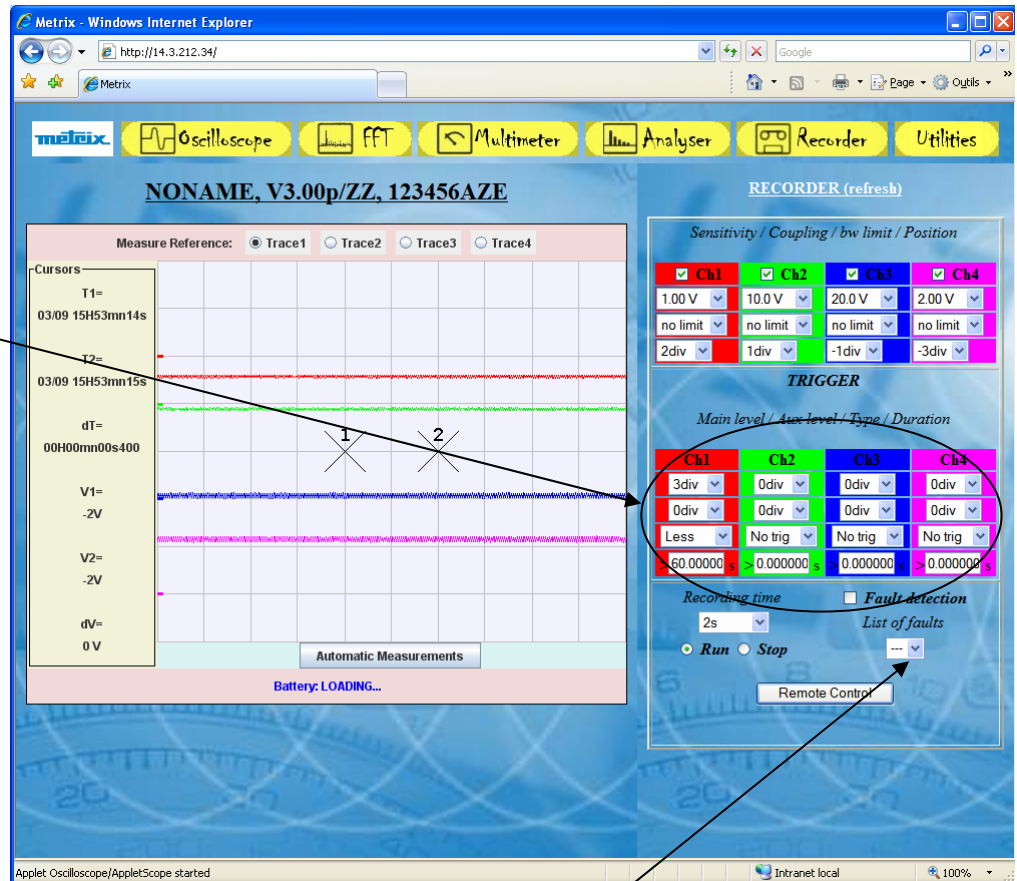 Metrix - Windows Internet Explorer
http://14.3.212.34/
Google
Metrix
Page
Outils
metrix Oscilloscope FFT Multimeter Analyser Recorder Utilities
NONAME, V3.00p/ZZ, 123456AZE
Measure Reference: Trace1 Trace2 Trace3 Trace4
Cursors
T1=
03/09 15H53mn14s
T2=
03/09 15H53mn15s
dT=
00H00mn00s400
V1=
-2V
V2=
-2V
dV=
0 V
1 2
Automatic Measurements
Battery: LOADING...
RECORDER (refresh)
Sensitivity / Coupling / bw limit / Position
Ch1 Ch2 Ch3 Ch4
1.00 V 10.0 V 20.0 V 2.00 V
no limit no limit no limit no limit
2div 1div -1div -3div
TRIGGER
Main level / Aux level / Type / Duration
Ch1 Ch2 Ch3 Ch4
3div 0div 0div 0div
0div 0div 0div 0div
Less No trig No trig No trig
> 60.00000 s > 0.000000 s > 0.000000 s > 0.000000 s
Recording time Fault detection
2s List of faults
Run Stop ---
Remote Control
Applet Oscilloscope/AppletScope started
Intranet local
100%